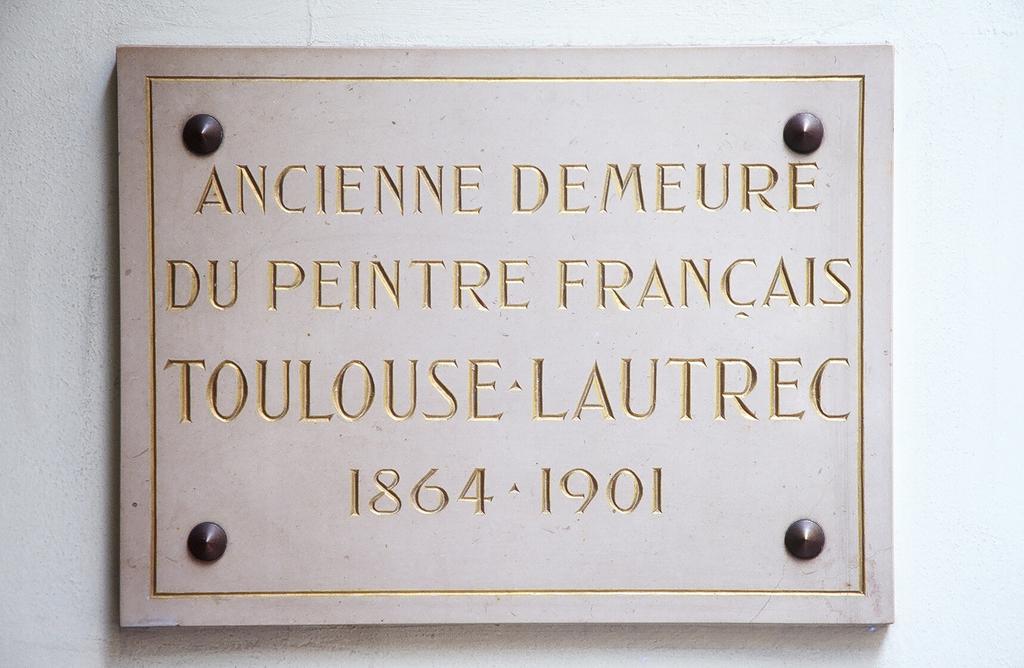 ANCIENNE DEMEURE
DU PEINTRE FRANÇAIS
TOULOUSE·LAUTREC
1864·1901